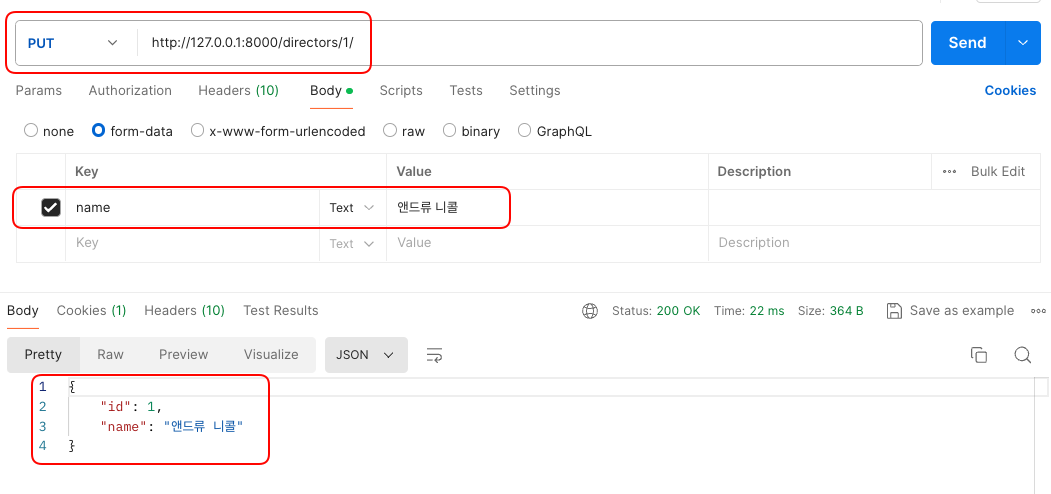 PUT http://127.0.0.1:8000/directors/1/ Send
Params Authorization Headers (10) Body Scripts Tests Settings Cookies
none form-data x-www-form-urlencoded raw binary GraphQL
Key Value Description Bulk Edit
name Text 앤드류 니콜
Key Text Value Description
Body Cookies (1) Headers (10) Test Results Status: 200 OK Time: 22 ms Size: 364 B Save as example
Pretty Raw Preview Visualize JSON
1 {
2 "id": 1,
3 "name": "앤드류 니콜"
4 }